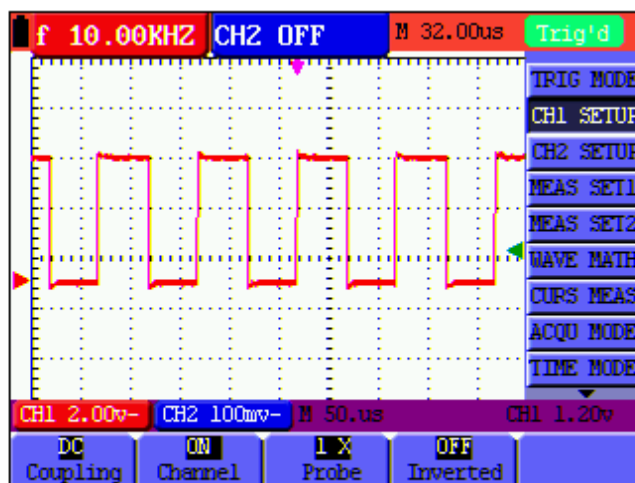 f 10.00KHZ CH2 OFF M 32.00us Trig'd
TRIG MODE
CH1 SETUP
CH2 SETUP
MEAS SET1
MEAS SET2
WAVE MATH
CURS MEAS
ACQU MODE
TIME MODE
CH1 2.00v- CH2 100mv- M 50.us CH1 1.20v
DC ON 1 X OFF
Coupling Channel Probe Inverted